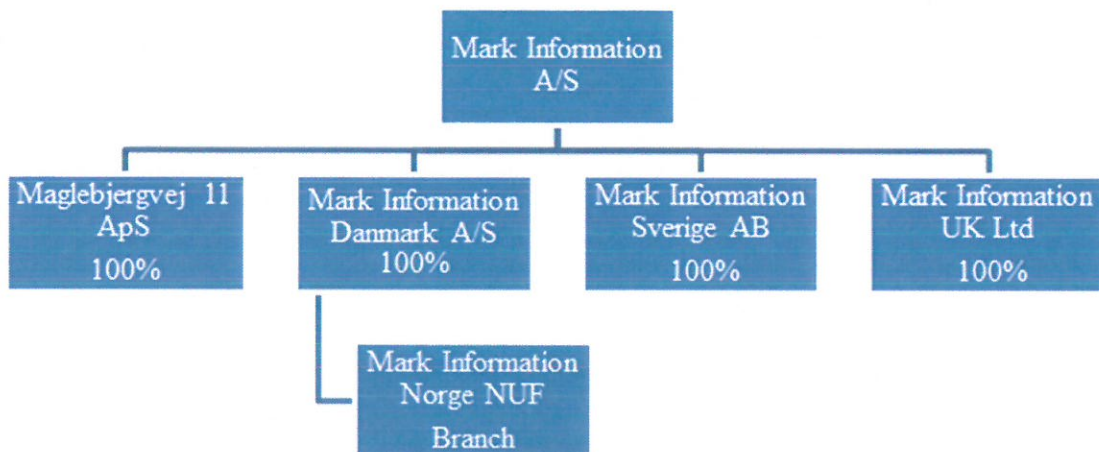 Mark Information
A/S
Maglebjergvej 11
ApS
100%
Mark Information
Danmark A/S
100%
Mark Information
Sverige AB
100%
Mark Information
UK Ltd
100%
Mark Information
Norge NUF
Branch